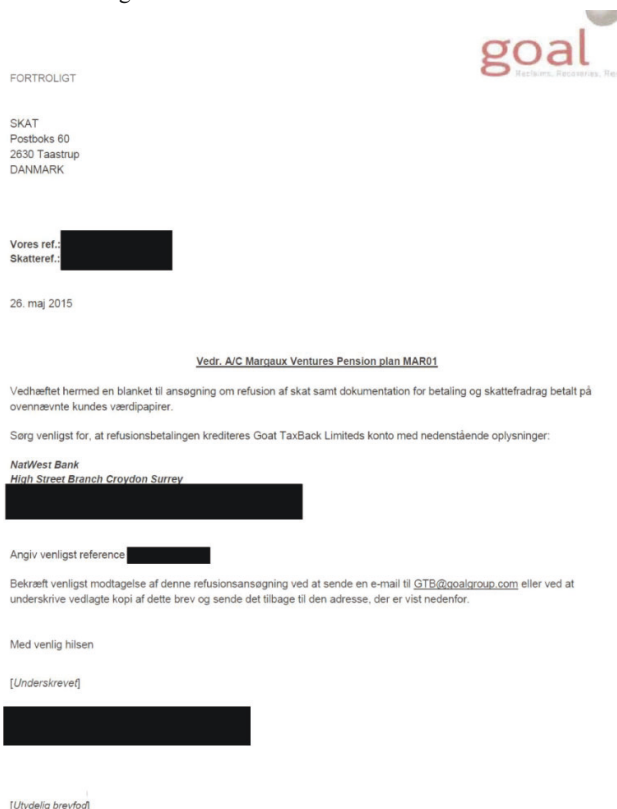 goal
FORTROLIGT
SKAT
Postboks 60
2630 Taastrup
DANMARK
Vores ref.:
Skatteref.:
26. maj 2015
Vedr. A/C Margaux Ventures Pension plan MAR01
Vedhæftet hermed en blanket til ansøgning om refusion af skat samt dokumentation for betaling og skattefradrag betalt på
ovennævnte kundes værdipapirer.
Sørg venligst for, at refusionsbetalingen krediteres Goat TaxBack Limiteds konto med nedenstående oplysninger:
NatWest Bank
High Street Branch Croydon Surrey
Angiv venligst reference
Bekræft venligst modtagelse af denne refusionsansøgning ved at sende en e-mail til GTB@goalgroup.com eller ved at
underskrive vedlagte kopi af dette brev og sende det tilbage til den adresse, der er vist nedenfor.
Med venlig hilsen
[Underskrevet]
[Utydelig brevfod]